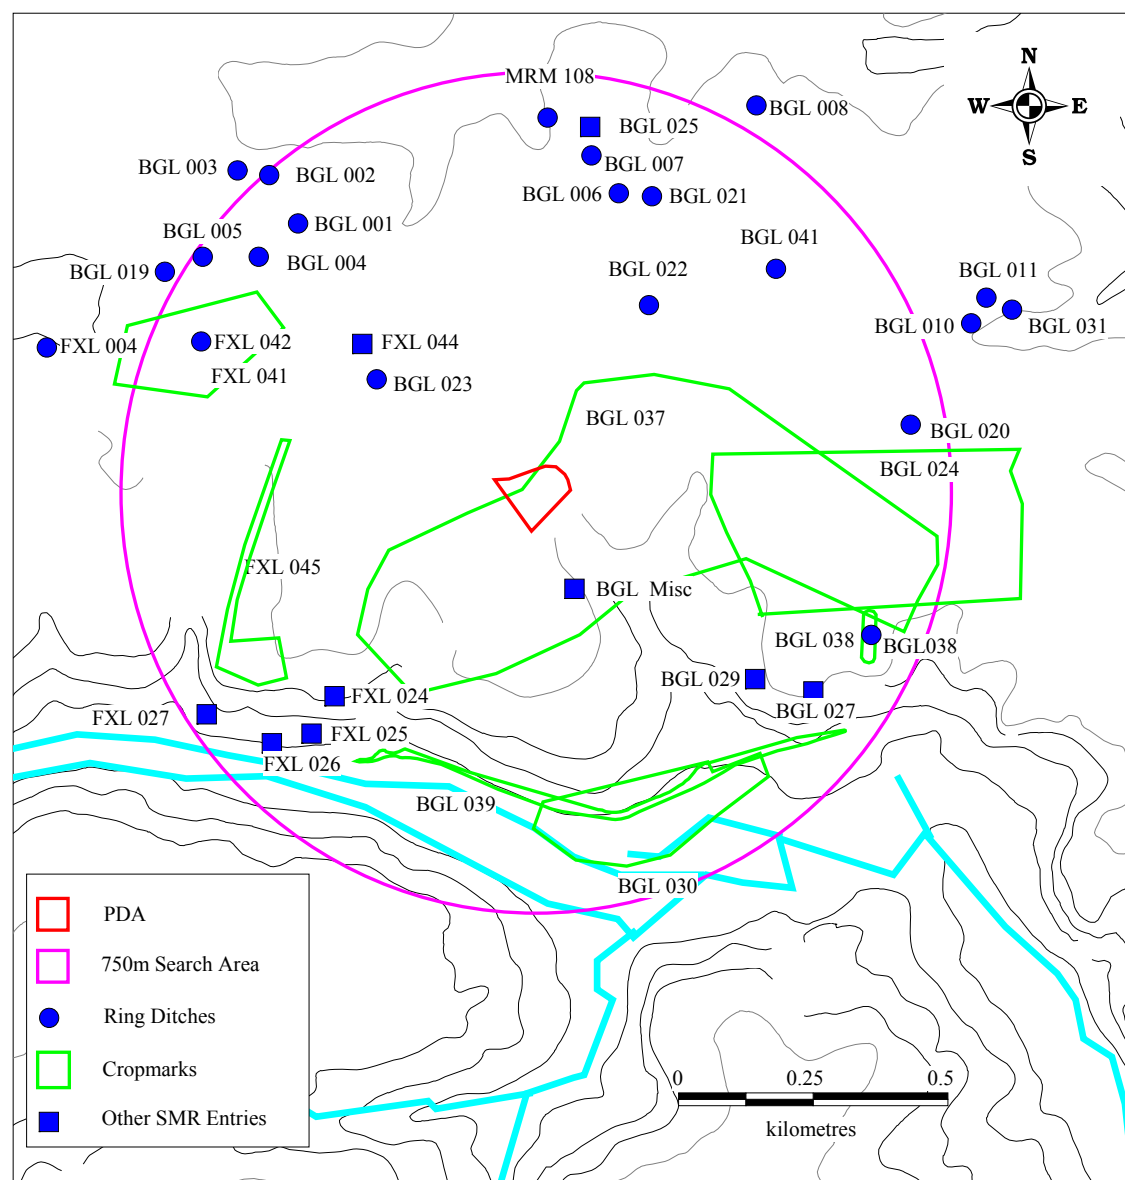 N
MRM 108
W
E
BGL 008
BGL 025
S
BGL 003
BGL 007
BGL 002
BGL 006
BGL 021
BGL 001
BGL 005
BGL 041
BGL 004
BGL 019
BGL 022
BGL 011
BGL 010
BGL 031
FXL 004
FXL 042
FXL 044
FXL 041
BGL 023
BGL 037
BGL 020
BGL 024
FXL 045
BGL Misc
BGL 038
BGL038
BGL 029
FXL 024
BGL 027
FXL 027
FXL 025
FXL 026
BGL 039
BGL 030
PDA
750m Search Area
Ring Ditches
Cropmarks
Other SMR Entries
0 0.25 0.5
kilometres